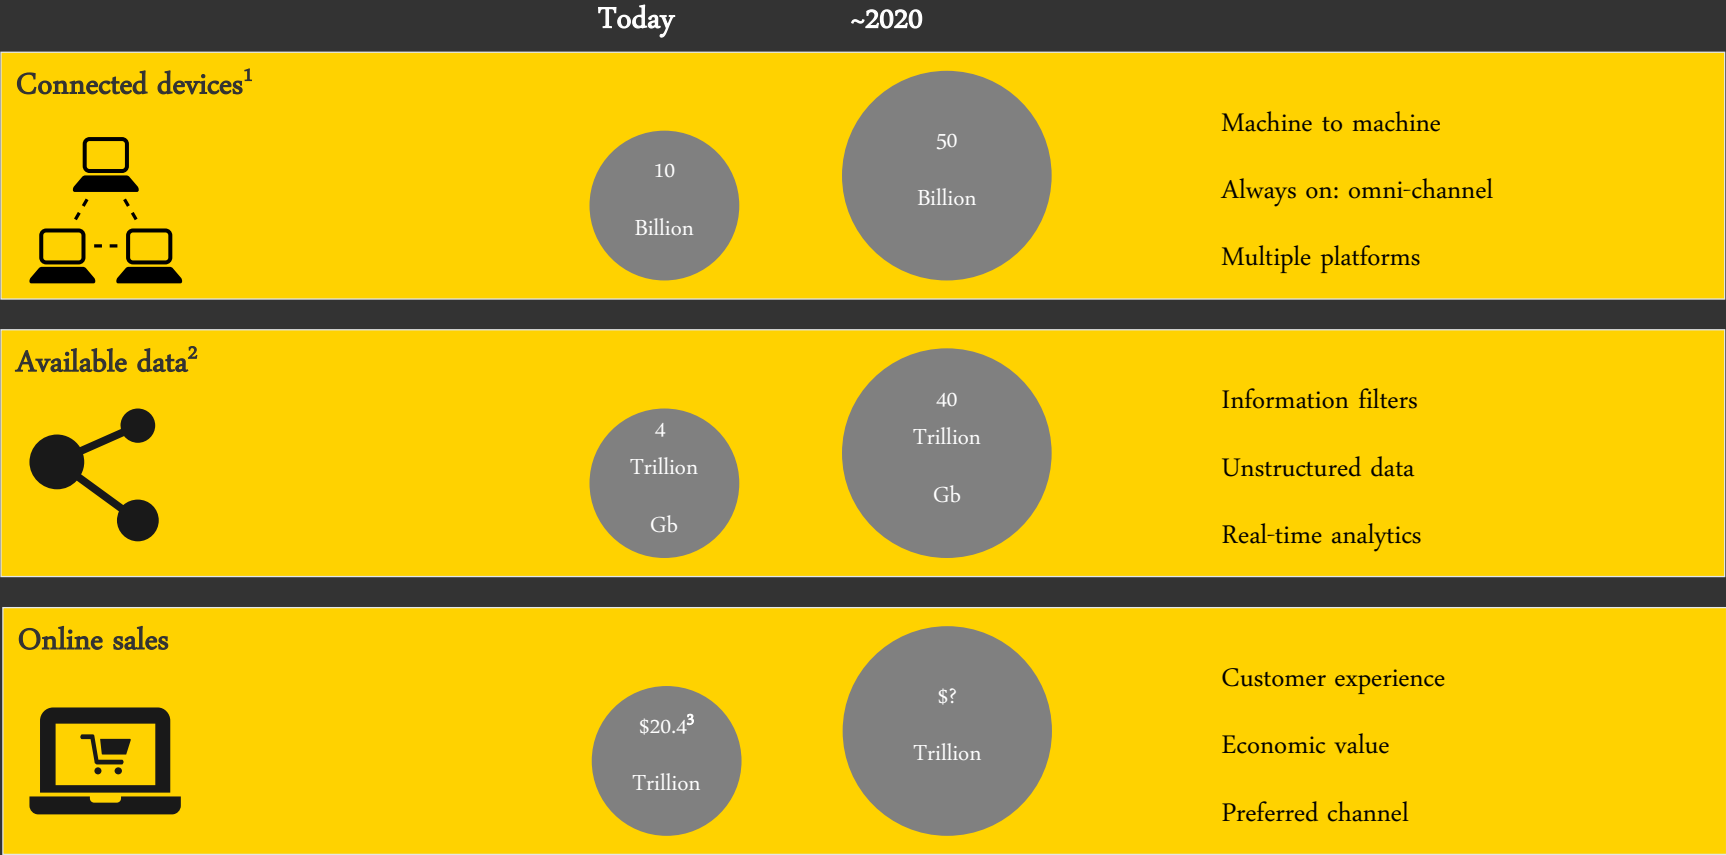 Today ~2020
Connected devices¹
10
Billion
50
Billion
Machine to machine
Always on: omni-channel
Multiple platforms
Available data²
4
Trillion
Gb
40
Trillion
Gb
Information filters
Unstructured data
Real-time analytics
Online sales
$20.4³
Trillion
$?
Trillion
Customer experience
Economic value
Preferred channel